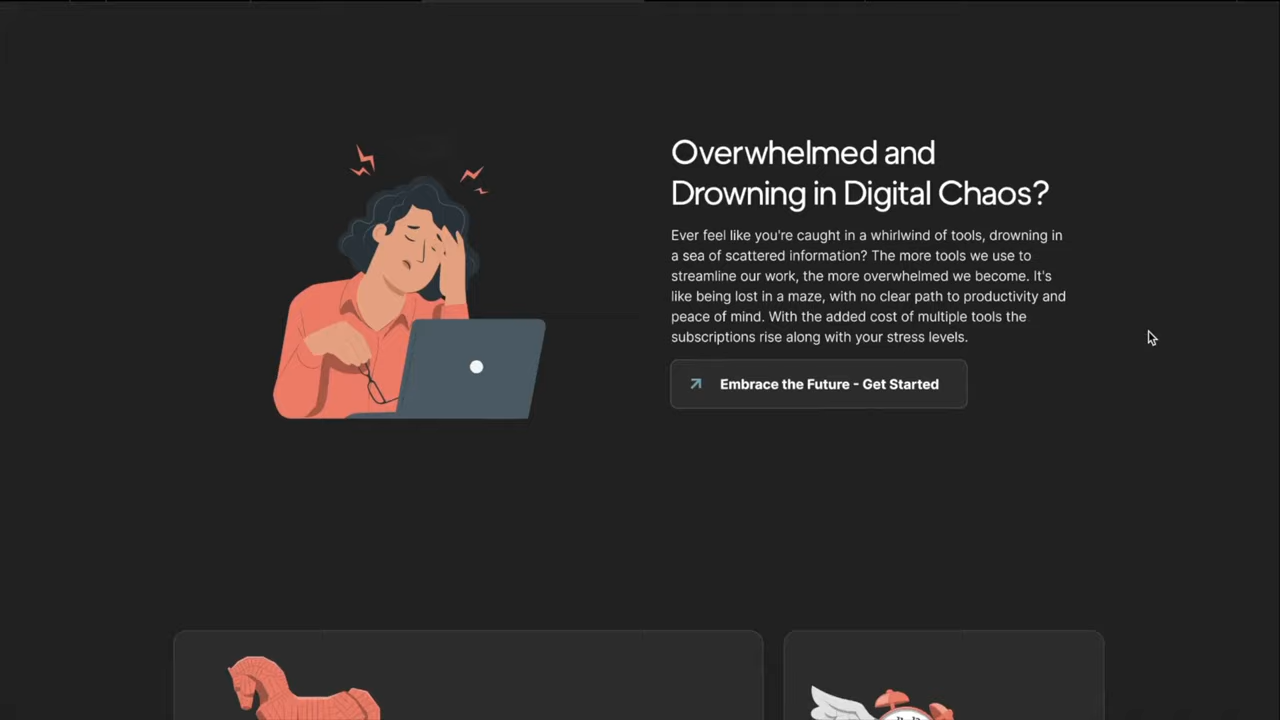 Overwhelmed and
Drowning in Digital Chaos?
Ever feel like you're caught in a whirlwind of tools, drowning in
a sea of scattered information? The more tools we use to
streamline our work, the more overwhelmed we become. It's
like being lost in a maze, with no clear path to productivity and
peace of mind. With the added cost of multiple tools the
subscriptions rise along with your stress levels.
Embrace the Future - Get Started